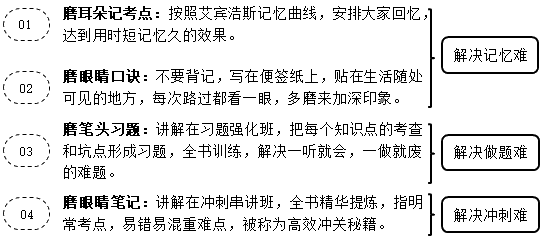 01
磨耳朵记考点：按照艾宾浩斯记忆曲线，安排大家回忆，
达到用时短记忆久的效果。
解决记忆难
02
磨眼睛口诀：不要背记，写在便签纸上，贴在生活随处
可见的地方，每次路过都看一眼，多磨来加深印象。
03
磨笔头习题：讲解在习题强化班，把每个知识点的考查
和坑点形成习题，全书训练，解决一听就会，一做就废
的难题。
解决做题难
04
磨眼睛笔记：讲解在冲刺串讲班，全书精华提炼，指明
常考点，易错易混重难点，被称为高效冲关秘籍。
解决冲刺难